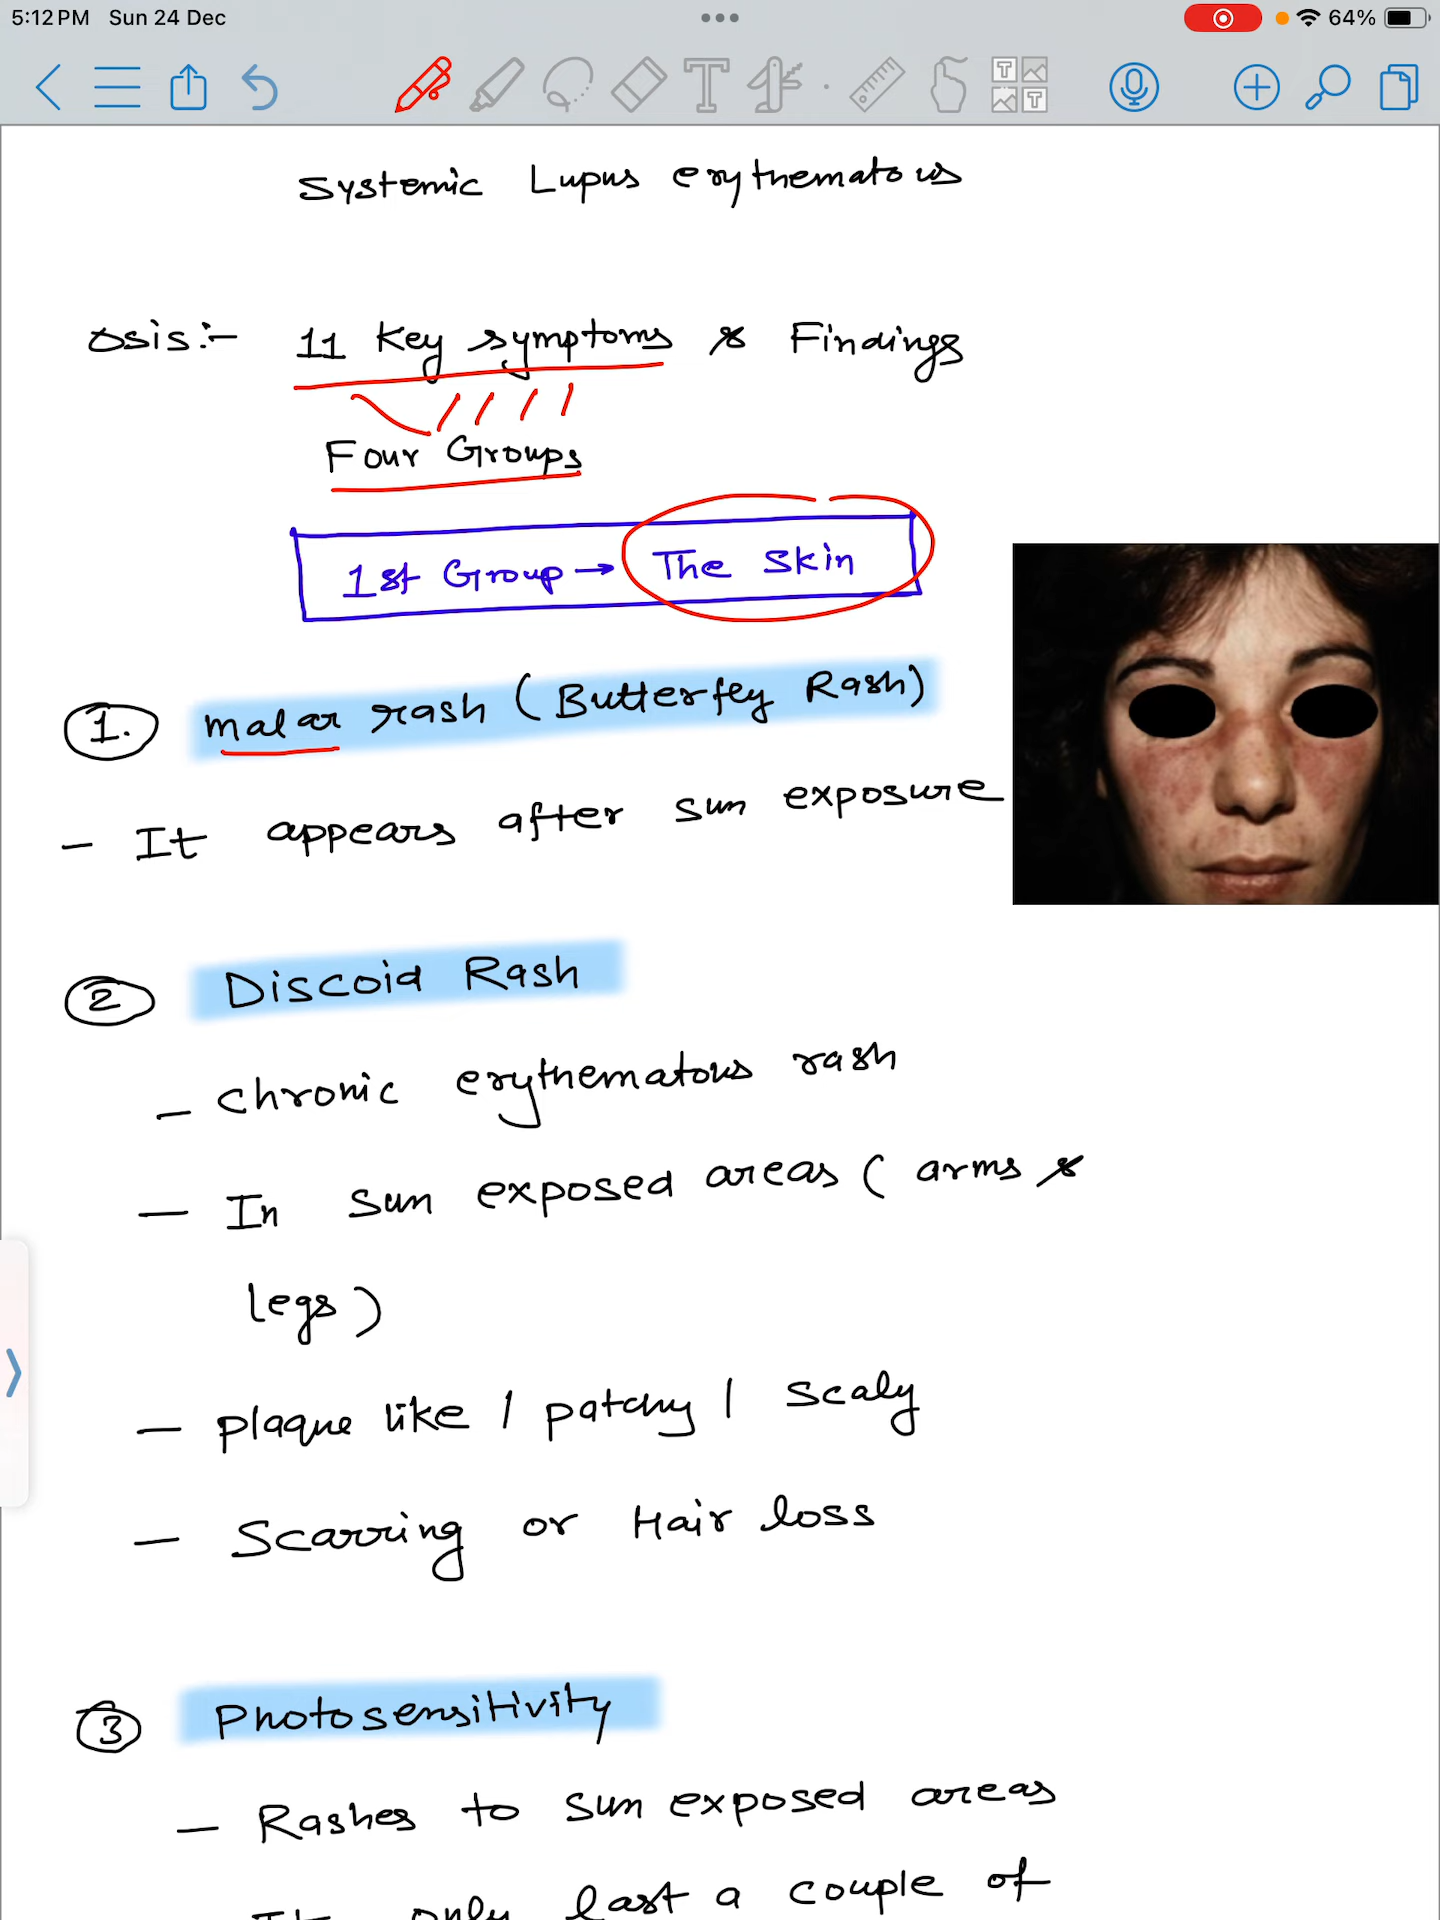 5:12 PM Sun 24 Dec
64%
Systemic Lupus erythematous
osis:- 11 Key symptoms & Findings
Four Groups
1st Group → The Skin
1. malar rash (Butterfly Rash)
- It appears after sun exposure
2 Discoid Rash
- chronic erythematous rash
- In sun exposed areas ( arms &
legs )
- plaque like / patchy / scaly
- Scarring or Hair loss
3 Photosensitivity
- Rashes to sun exposed areas
It only last a couple of